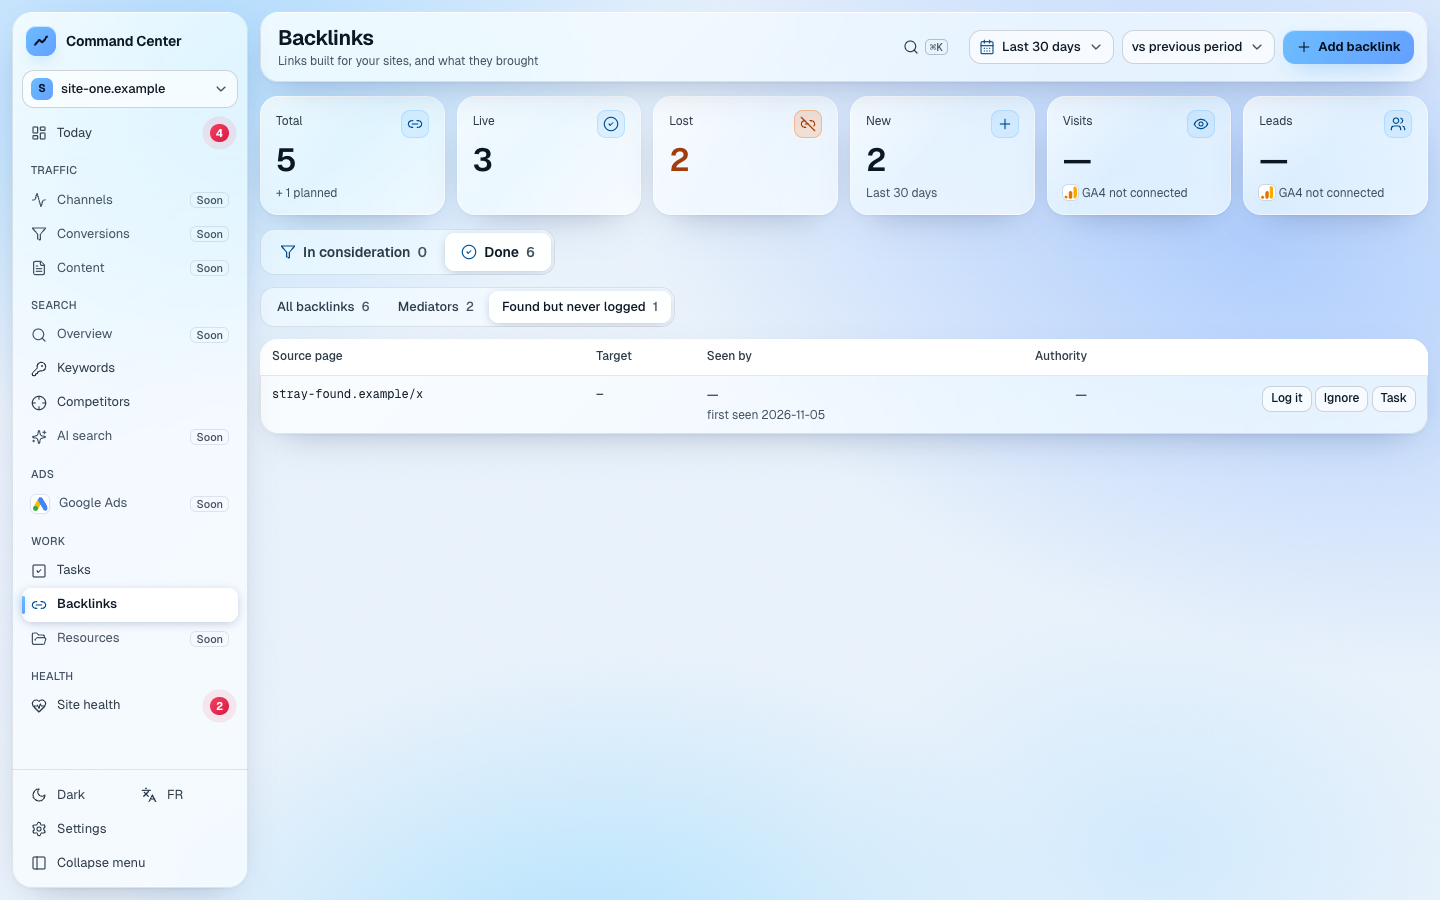 Command Center
S site-one.example
Today 4
TRAFFIC
Channels Soon
Conversions Soon
Content Soon
SEARCH
Overview Soon
Keywords
Competitors
AI search Soon
ADS
Google Ads Soon
WORK
Tasks
Backlinks
Resources Soon
HEALTH
Site health 2
Dark FR
Settings
Collapse menu
Backlinks
Links built for your sites, and what they brought
⌘K
Last 30 days
vs previous period
+ Add backlink
Total
5
+ 1 planned
Live
3
Lost
2
New
2
Last 30 days
Visits
—
GA4 not connected
Leads
—
GA4 not connected
In consideration 0
Done 6
All backlinks 6
Mediators 2
Found but never logged 1
Source page Target Seen by Authority
stray-found.example/x – — — Log it Ignore Task
first seen 2026-11-05